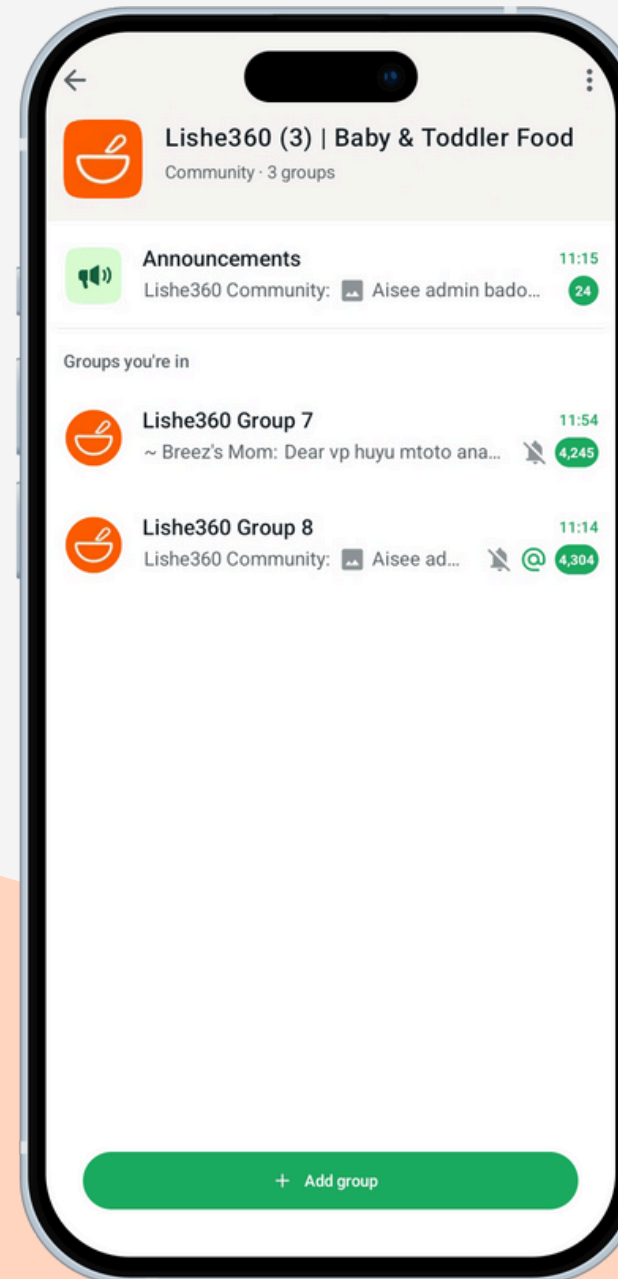 Lishe360 (3) | Baby & Toddler Food
Community · 3 groups
Announcements 11:15
Lishe360 Community: Aisee admin bado... 24
Groups you're in
Lishe360 Group 7 11:54
~ Breez's Mom: Dear vp huyu mtoto ana... 4,245
Lishe360 Group 8 11:14
Lishe360 Community: Aisee ad... @ 4,304
+ Add group